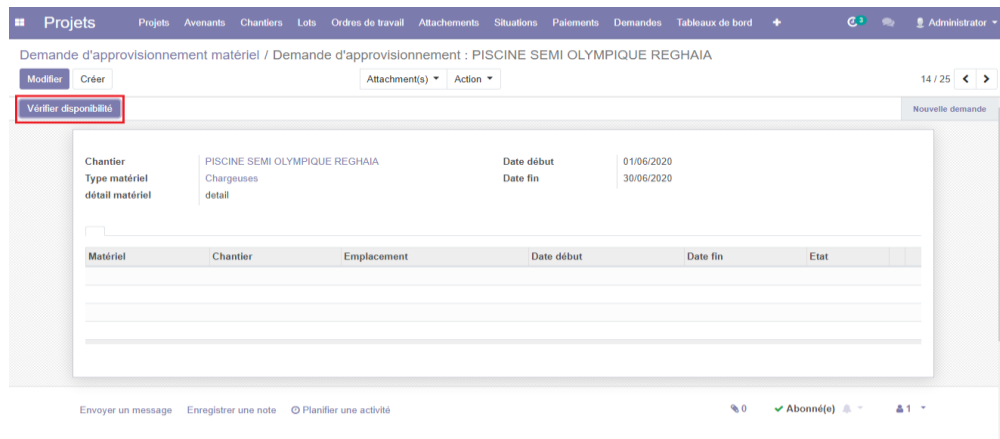 Projets Projets Avenants Chantiers Lots Ordres de travail Attachements Situations Paiements Demandes Tableaux de bord 3 Administrator
Demande d'approvisionnement matériel / Demande d'approvisionnement : PISCINE SEMI OLYMPIQUE REGHAIA
Modifier Créer Attachment(s) Action 14 / 25
Vérifier disponibilité Nouvelle demande
Chantier PISCINE SEMI OLYMPIQUE REGHAIA Date début 01/06/2020
Type matériel Chargeuses Date fin 30/06/2020
détail matériel detail
Matériel Chantier Emplacement Date début Date fin Etat
Envoyer un message Enregistrer une note Planifier une activité 0 Abonné(e) 1